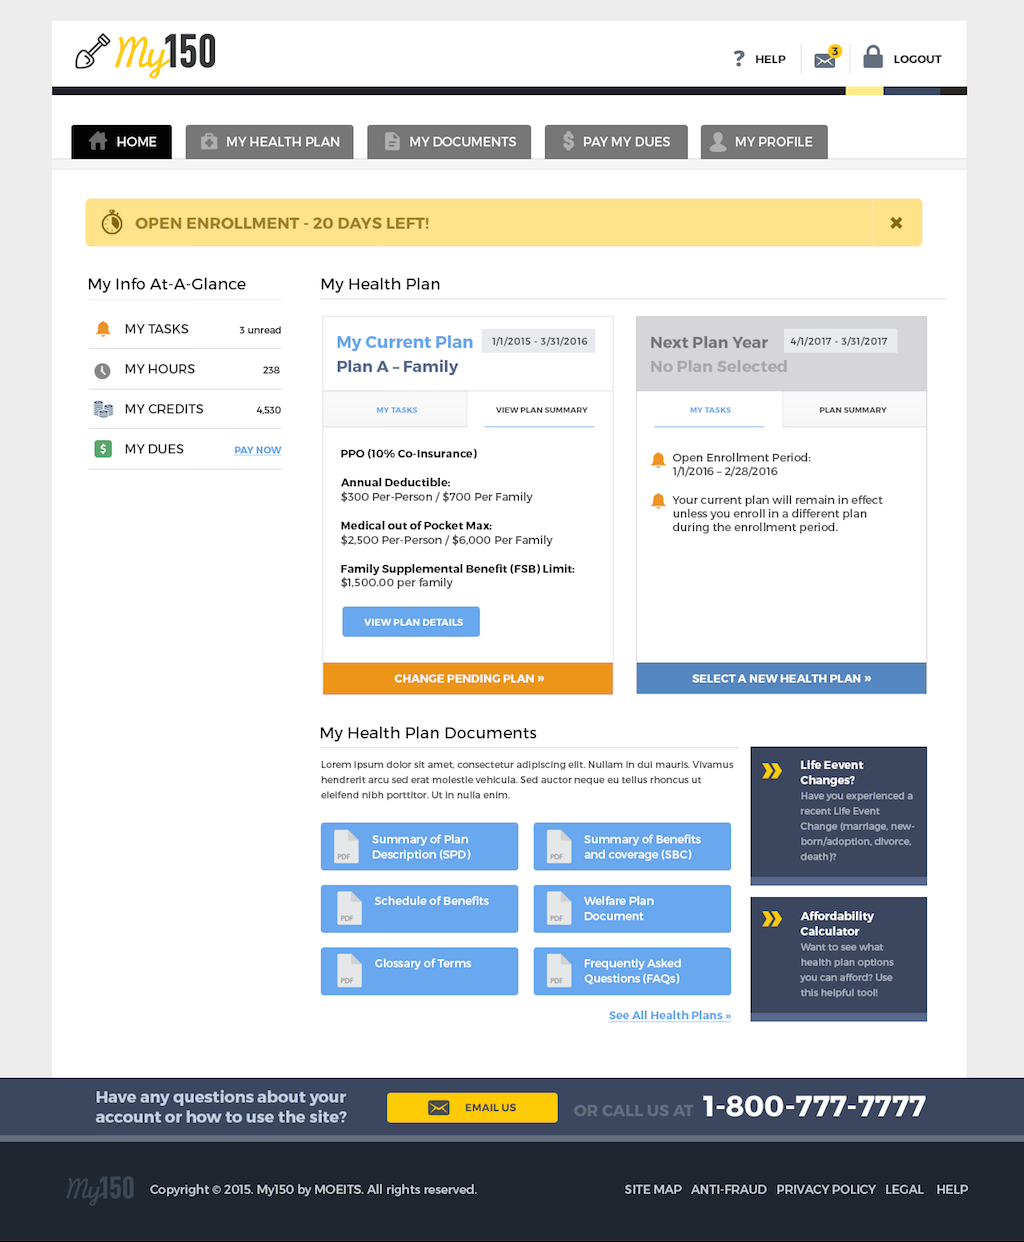 My150
HELP
3
LOGOUT
HOME
MY HEALTH PLAN
MY DOCUMENTS
PAY MY DUES
MY PROFILE
OPEN ENROLLMENT - 20 DAYS LEFT!
My Info At-A-Glance
MY TASKS 3 unread
MY HOURS 238
MY CREDITS 4,530
MY DUES PAY NOW
My Health Plan
My Current Plan 1/1/2015 - 3/31/2016
Plan A – Family
MY TASKS VIEW PLAN SUMMARY
PPO (10% Co-Insurance)
Annual Deductible:
$300 Per-Person / $700 Per Family
Medical out of Pocket Max:
$2,500 Per-Person / $6,000 Per Family
Family Supplemental Benefit (FSB) Limit:
$1,500.00 per family
VIEW PLAN DETAILS
CHANGE PENDING PLAN »
Next Plan Year 4/1/2017 - 3/31/2017
No Plan Selected
MY TASKS PLAN SUMMARY
Open Enrollment Period:
1/1/2016 – 2/28/2016
Your current plan will remain in effect
unless you enroll in a different plan
during the enrollment period.
SELECT A NEW HEALTH PLAN »
My Health Plan Documents
Lorem ipsum dolor sit amet, consectetur adipiscing elit. Nullam in dui mauris. Vivamus
hendrerit arcu sed erat molestie vehicula. Sed auctor neque eu tellus rhoncus ut
eleifend nibh porttitor. Ut in nulla enim.
PDF
Summary of Plan
Description (SPD)
PDF
Summary of Benefits
and coverage (SBC)
PDF
Schedule of Benefits
PDF
Welfare Plan
Document
PDF
Glossary of Terms
PDF
Frequently Asked
Questions (FAQs)
See All Health Plans »
Life Eevent
Changes?
Have you experienced a
recent Life Event
Change (marriage, new-
born/adoption, divorce,
death)?
Affordability
Calculator
Want to see what
health plan options
you can afford? Use
this helpful tool!
Have any questions about your
account or how to use the site?
EMAIL US
OR CALL US AT 1-800-777-7777
My150
Copyright © 2015. My150 by MOEITS. All rights reserved.
SITE MAP ANTI-FRAUD PRIVACY POLICY LEGAL HELP